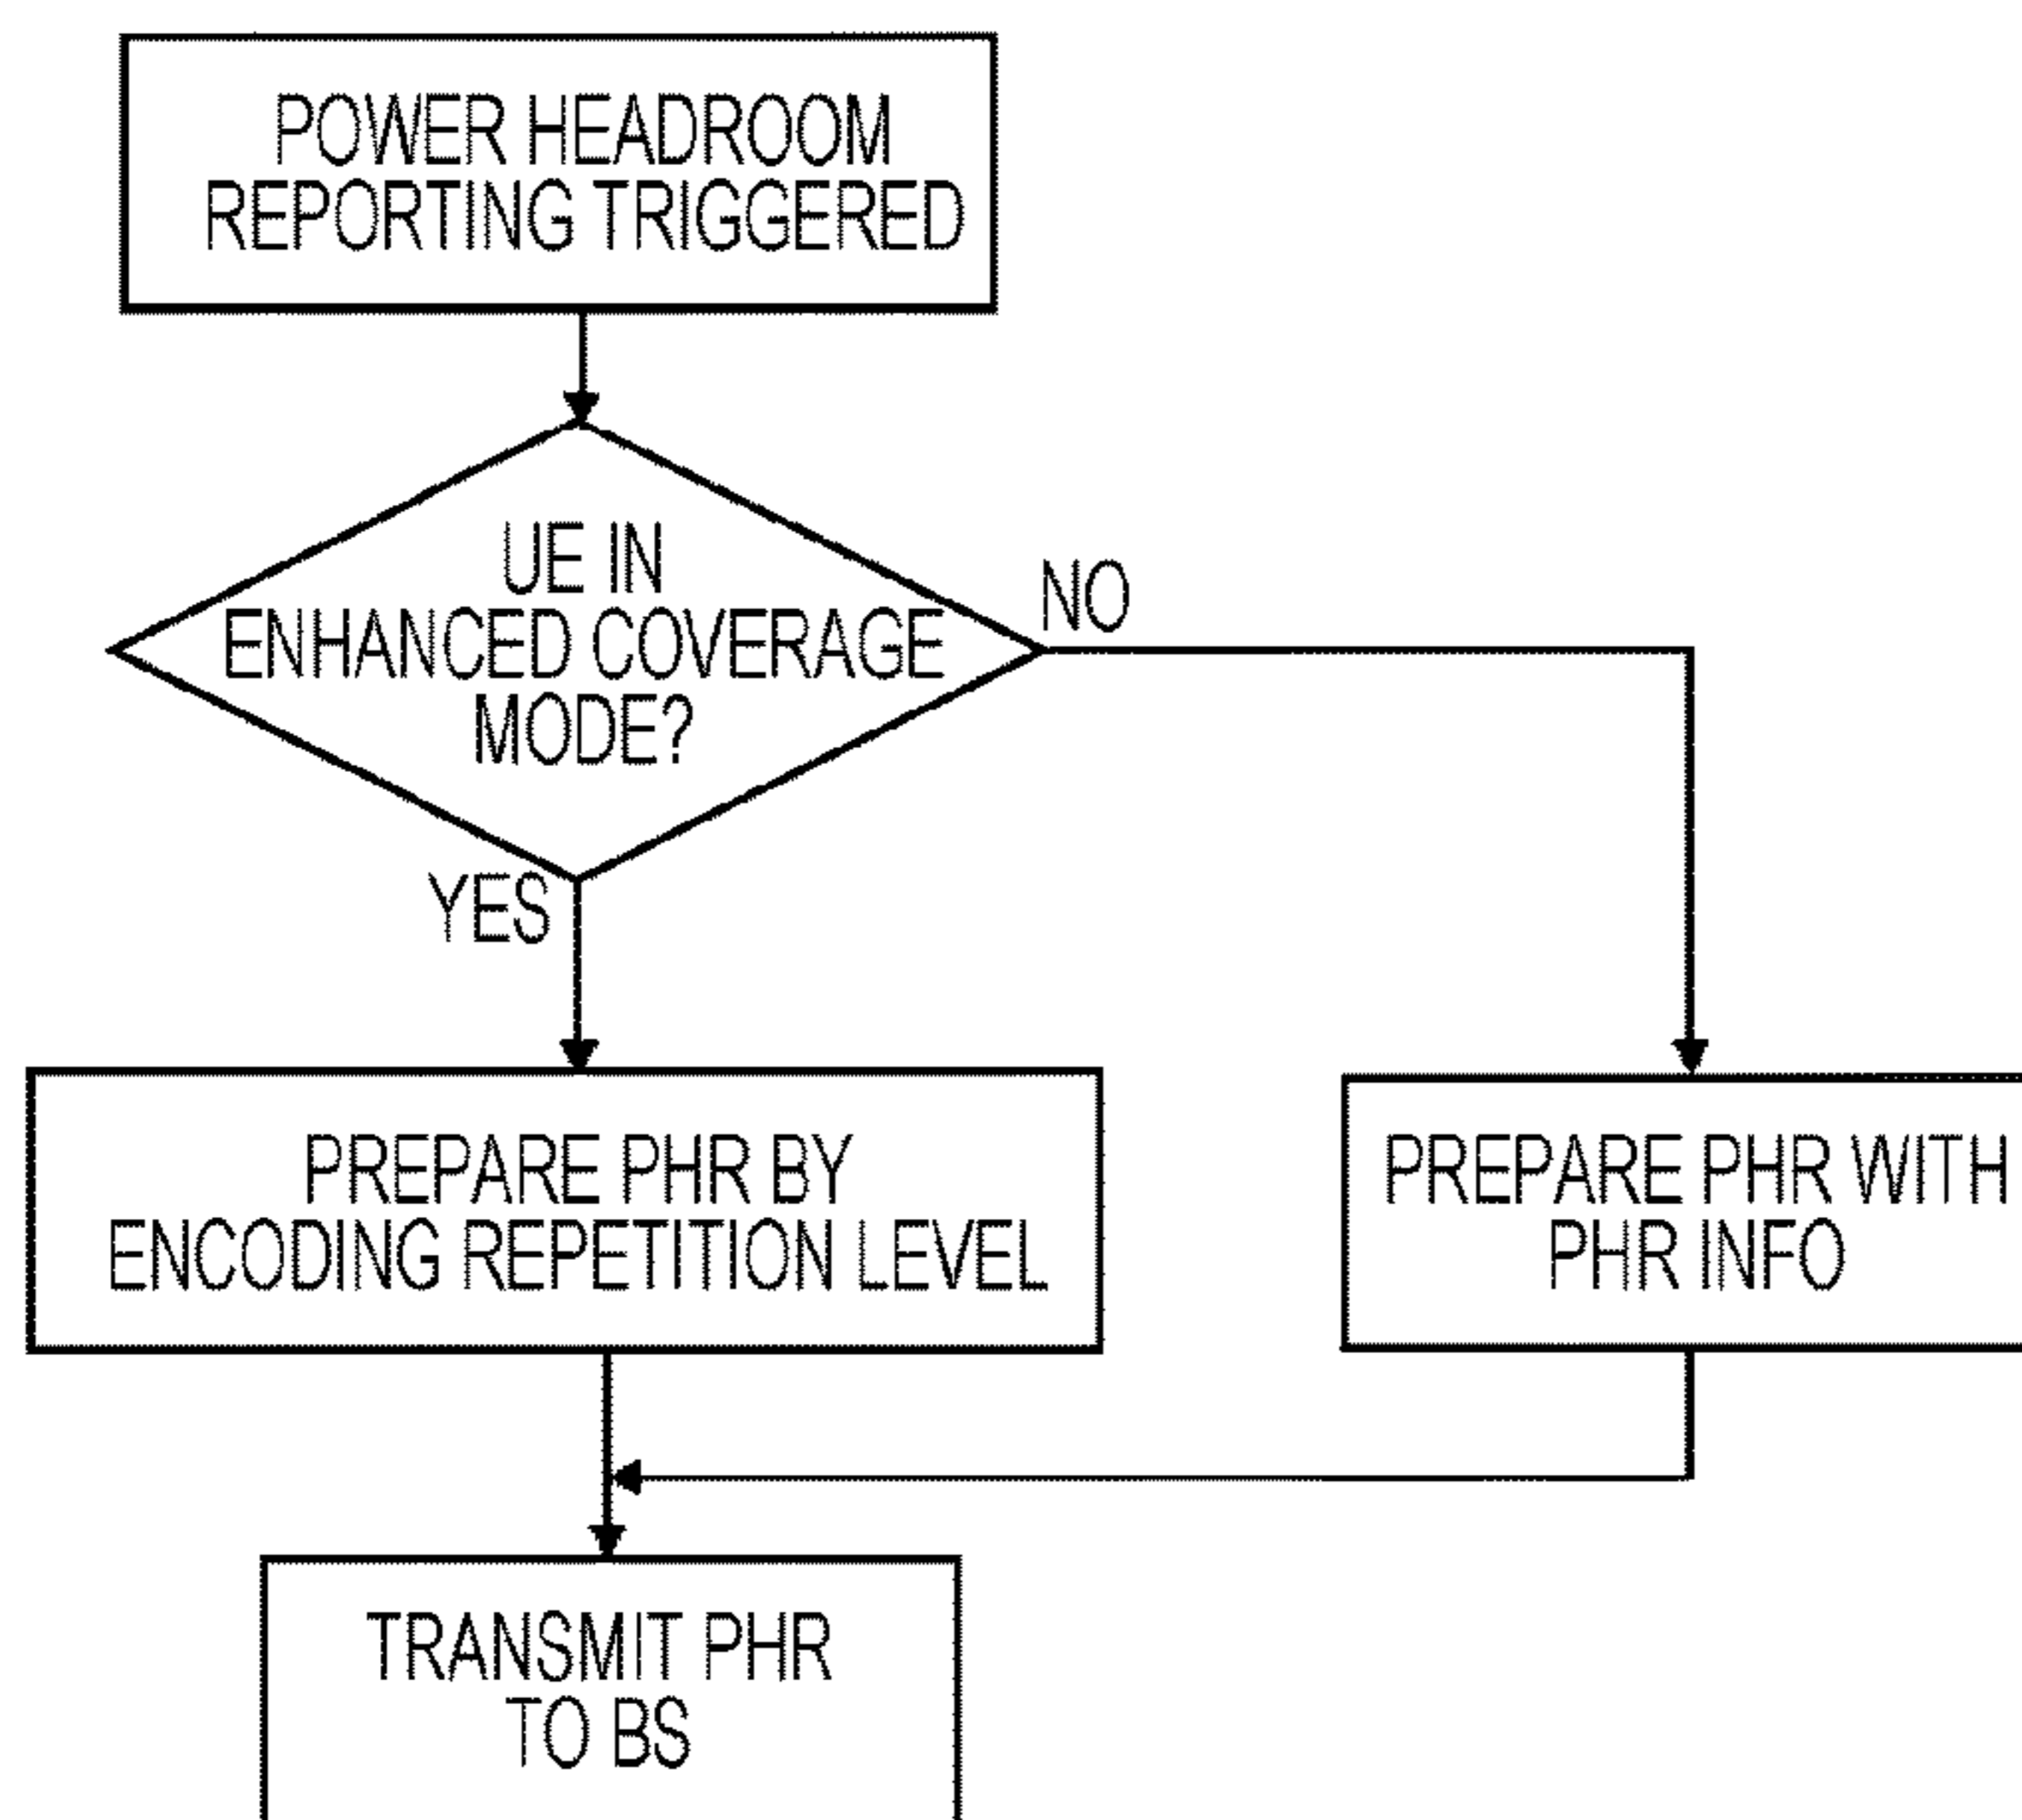 POWER HEADROOM
REPORTING TRIGGERED
UE IN
ENHANCED COVERAGE
MODE?
NO
YES
PREPARE PHR BY
ENCODING REPETITION LEVEL
PREPARE PHR WITH
PHR INFO
TRANSMIT PHR
TO BS